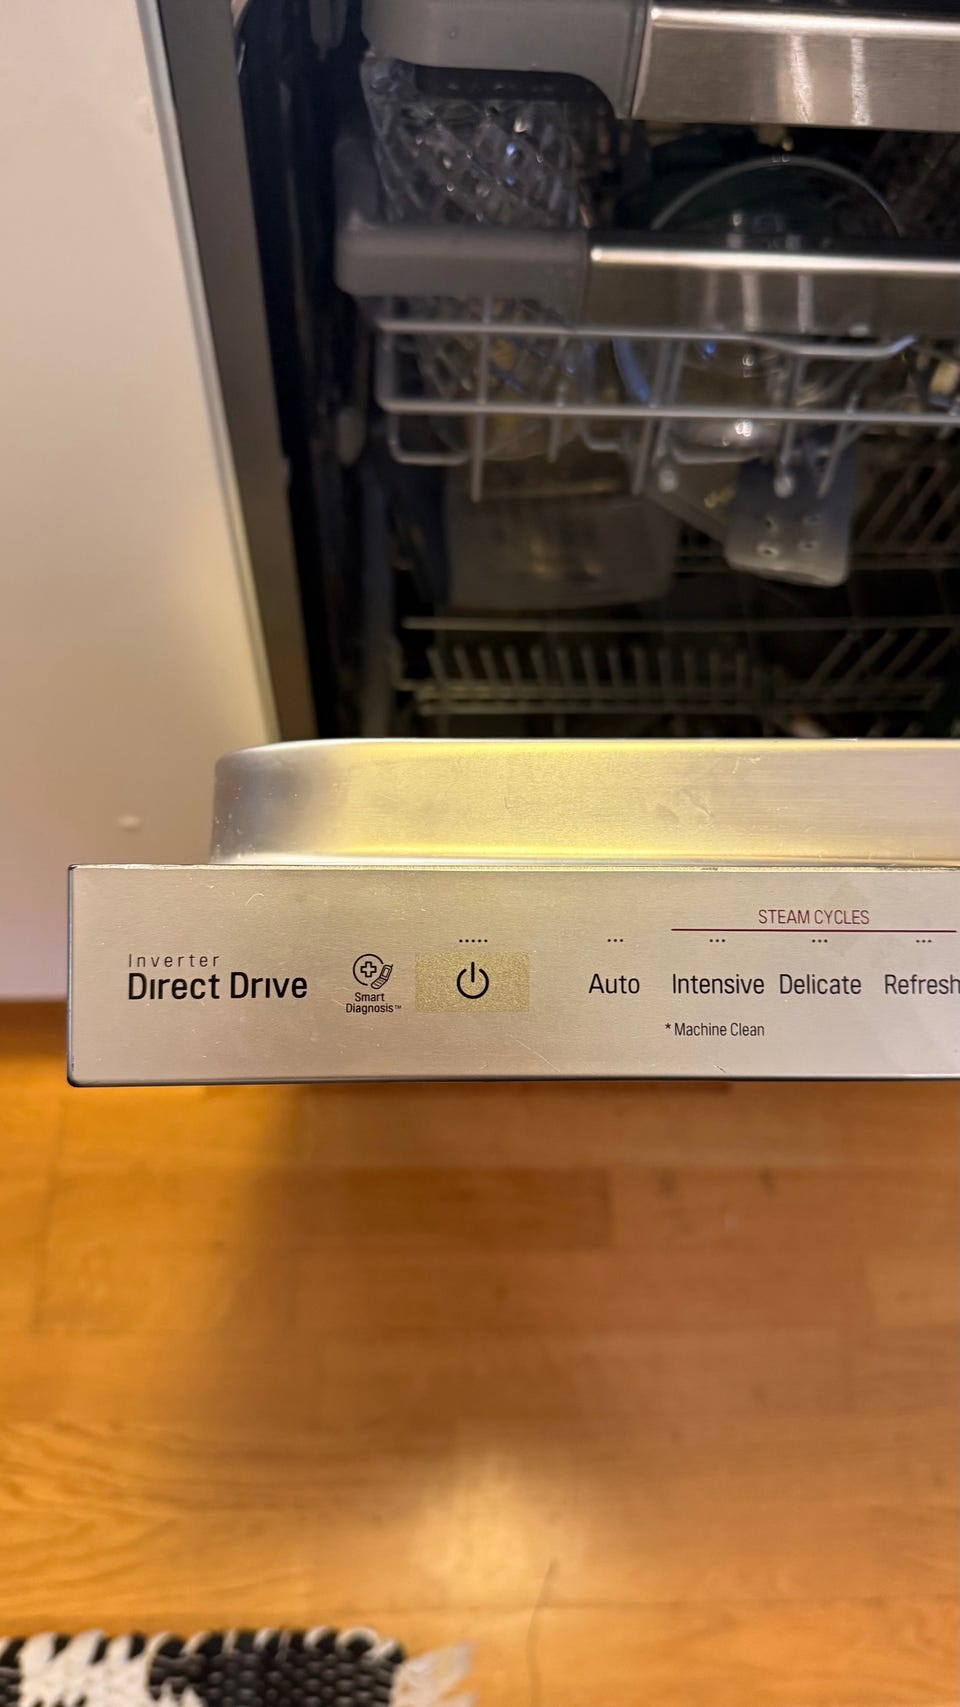 Inverter
Direct Drive
Smart
Diagnosis™
STEAM CYCLES
Auto Intensive Delicate Refresh
* Machine Clean